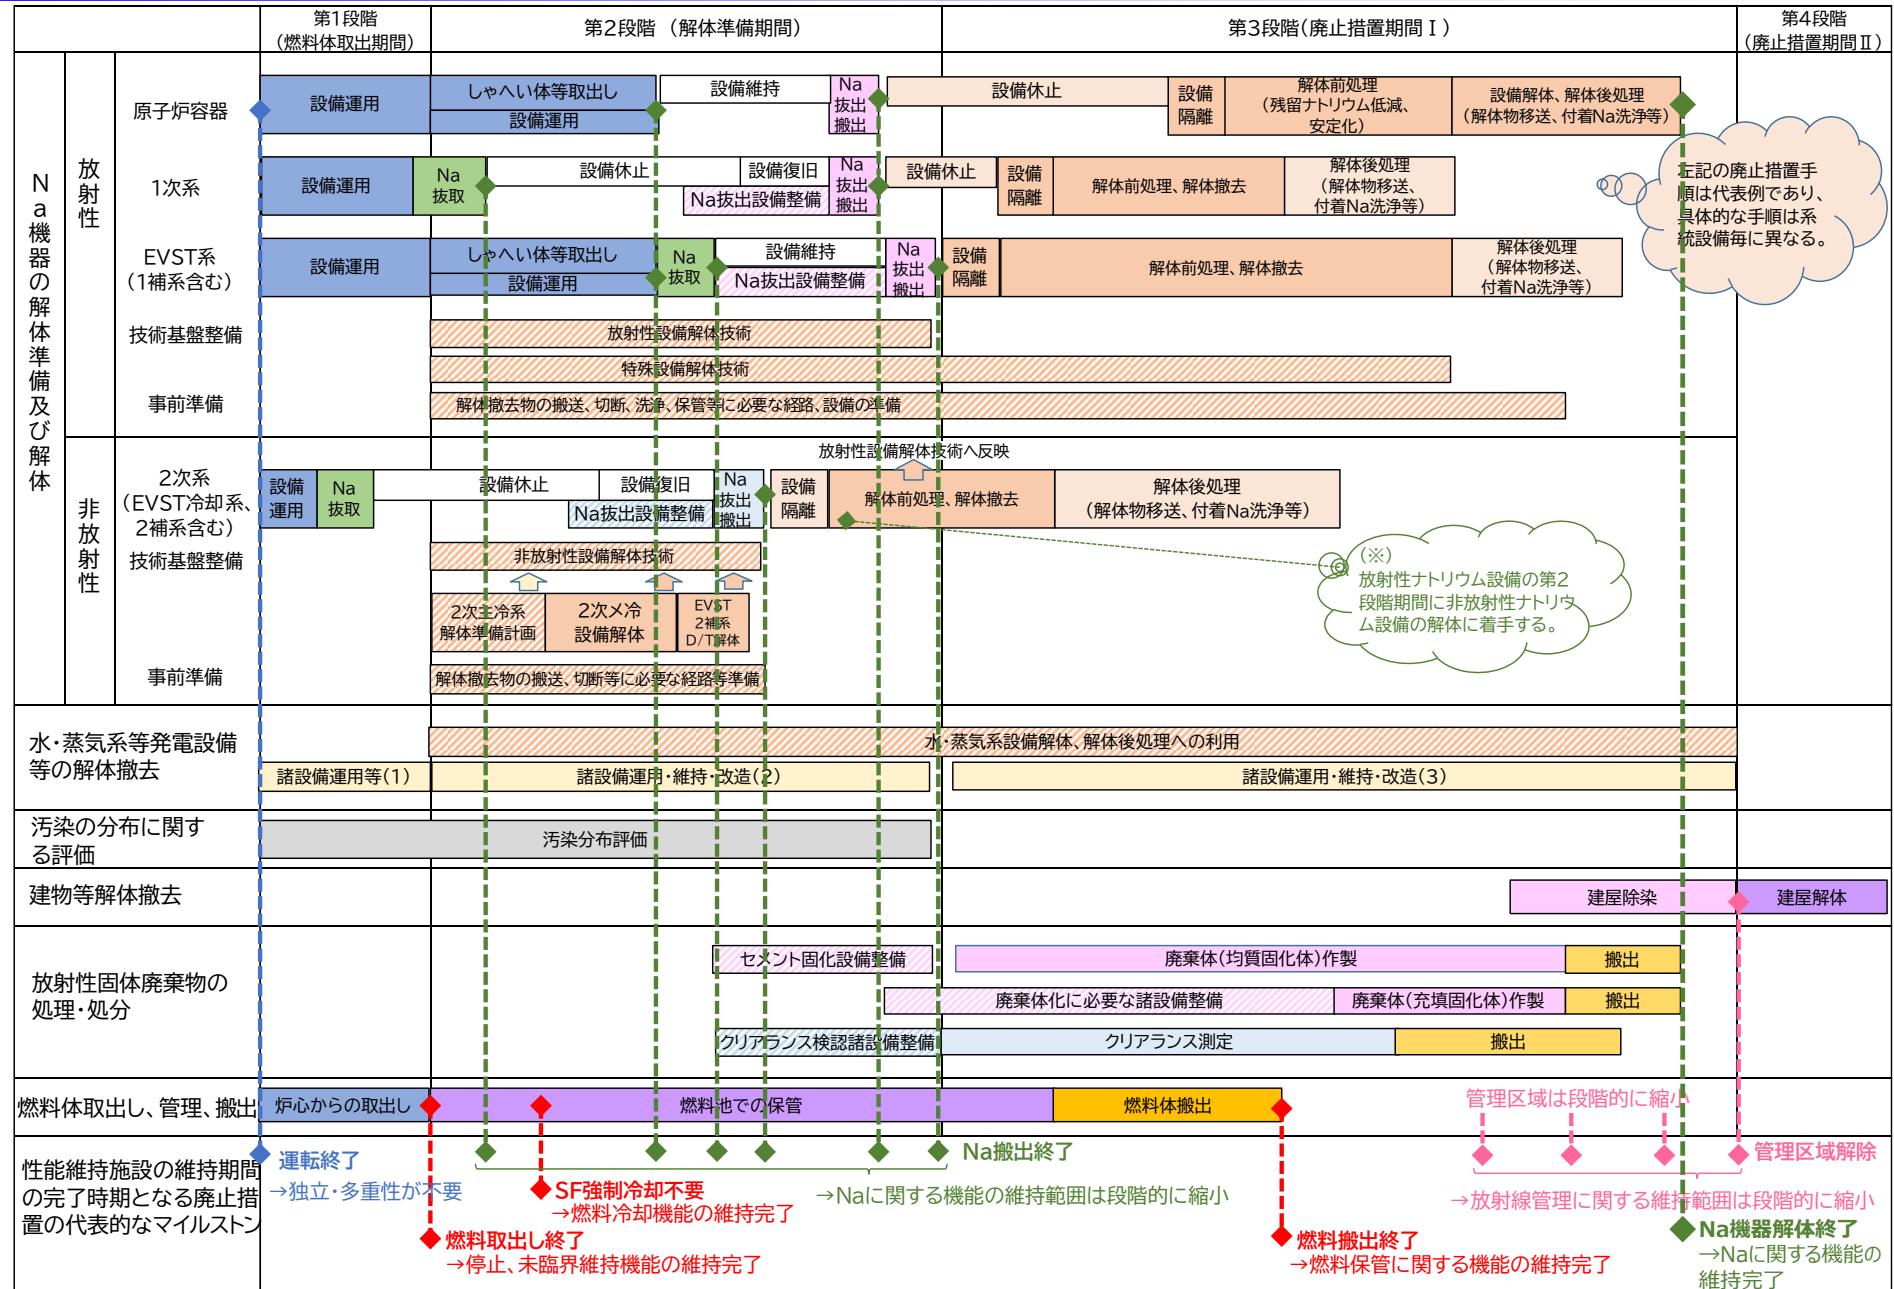 第1段階
(燃料体取出期間)
第2段階 (解体準備期間)
第3段階(廃止措置期間Ⅰ)
第4段階
(廃止措置期間Ⅱ)
Na機器の解体準備及び解体
放射性
原子炉容器
設備運用
しゃへい体等取出し
設備運用
設備維持
Na
抜出
搬出
設備休止
設備
隔離
解体前処理
(残留ナトリウム低減、
安定化)
設備解体、解体後処理
(解体物移送、付着Na洗浄等)
1次系
設備運用
Na
抜取
設備休止
設備復旧
Na抜出設備整備
Na
抜出
搬出
設備休止
設備
隔離
解体前処理、解体撤去
解体後処理
(解体物移送、
付着Na洗浄等)
左記の廃止措置手
順は代表例であり、
具体的な手順は系
統設備毎に異なる。
EVST系
(1補系含む)
設備運用
しゃへい体等取出し
設備運用
Na
抜取
設備維持
Na抜出設備整備
Na
抜出
搬出
設備
隔離
解体前処理、解体撤去
解体後処理
(解体物移送、
付着Na洗浄等)
技術基盤整備
放射性設備解体技術
特殊設備解体技術
事前準備
解体撤去物の搬送、切断、洗浄、保管等に必要な経路、設備の準備
非放射性
放射性設備解体技術へ反映
2次系
(EVST冷却系、
2補系含む)
設備
運用
Na
抜取
設備休止
設備復旧
Na抜出設備整備
Na
抜出
搬出
設備
隔離
解体前処理、解体撤去
解体後処理
(解体物移送、付着Na洗浄等)
技術基盤整備
非放射性設備解体技術
2次主冷系
解体準備計画
2次メ冷
設備解体
EVST
2補系
D/T解体
(※)
放射性ナトリウム設備の第2
段階期間に非放射性ナトリウ
ム設備の解体に着手する。
事前準備
解体撤去物の搬送、切断等に必要な経路等準備
水・蒸気系等発電設備
等の解体撤去
水・蒸気系設備解体、解体後処理への利用
諸設備運用等(1)
諸設備運用・維持・改造(2)
諸設備運用・維持・改造(3)
汚染の分布に関す
る評価
汚染分布評価
建物等解体撤去
建屋除染
建屋解体
放射性固体廃棄物の
処理・処分
セメント固化設備整備
廃棄体(均質固化体)作製
搬出
廃棄体化に必要な諸設備整備
廃棄体(充填固化体)作製
搬出
クリアランス検認諸設備整備
クリアランス測定
搬出
燃料体取出し、管理、搬出
炉心からの取出し
燃料池での保管
燃料体搬出
管理区域は段階的に縮小
性能維持施設の維持期間
の完了時期となる廃止措
置の代表的なマイルストン
運転終了
→独立・多重性が不要
SF強制冷却不要
→燃料冷却機能の維持完了
燃料取出し終了
→停止、未臨界維持機能の維持完了
Na搬出終了
→Naに関する機能の維持範囲は段階的に縮小
燃料搬出終了
→燃料保管に関する機能の維持完了
管理区域解除
→放射線管理に関する維持範囲は段階的に縮小
Na機器解体終了
→Naに関する機能の
維持完了